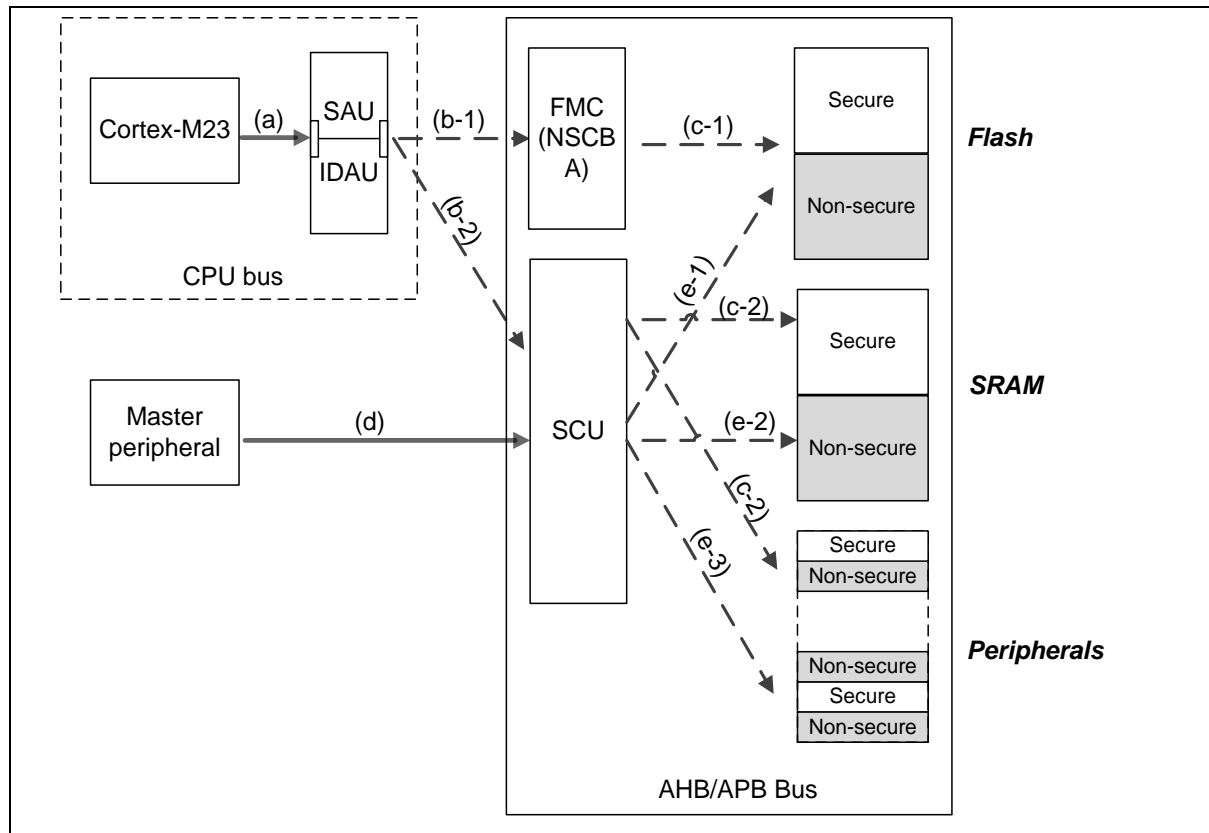 Cortex-M23
(a)
SAU
IDAU
CPU bus
(b-1)
(b-2)
FMC
(NSCB
A)
(c-1)
Secure
Non-secure
Flash
(e-1)
(c-2)
Secure
Non-secure
SRAM
Master
peripheral
(d)
SCU
(e-2)
(c-2)
(e-3)
Secure
Non-secure
Non-secure
Secure
Non-secure
Peripherals
AHB/APB Bus